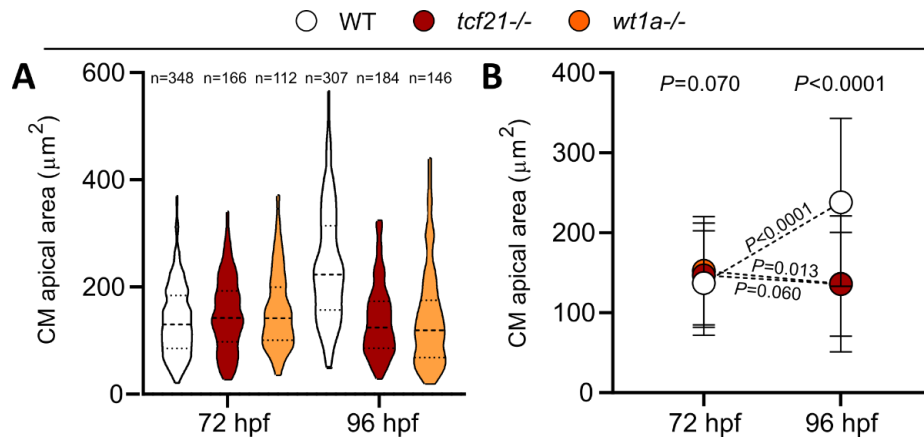 WT tcf21-/- wt1a-/-
A
n=348 n=166 n=112 n=307 n=184 n=146
CM apical area (μm2)
600
400
200
0
72 hpf 96 hpf
B
P=0.070 P<0.0001
CM apical area (μm2)
400
300
200
100
0
P<0.0001
P=0.013
P=0.060
72 hpf 96 hpf